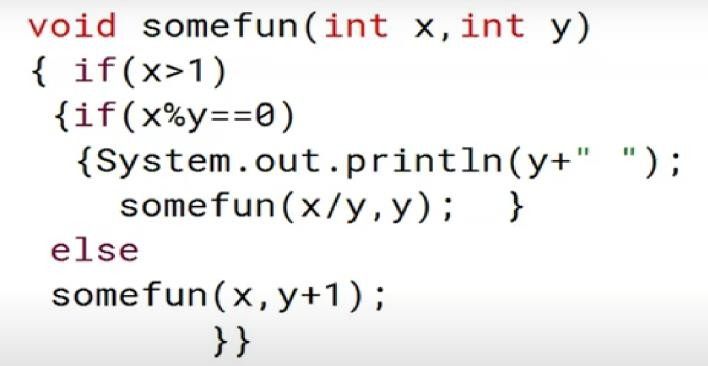 void somefun(int x,int y)
{ if(x>1)
{if(x%y==0)
{System.out.println(y+" ");
somefun(x/y,y); }
else
somefun(x,y+1);
}}